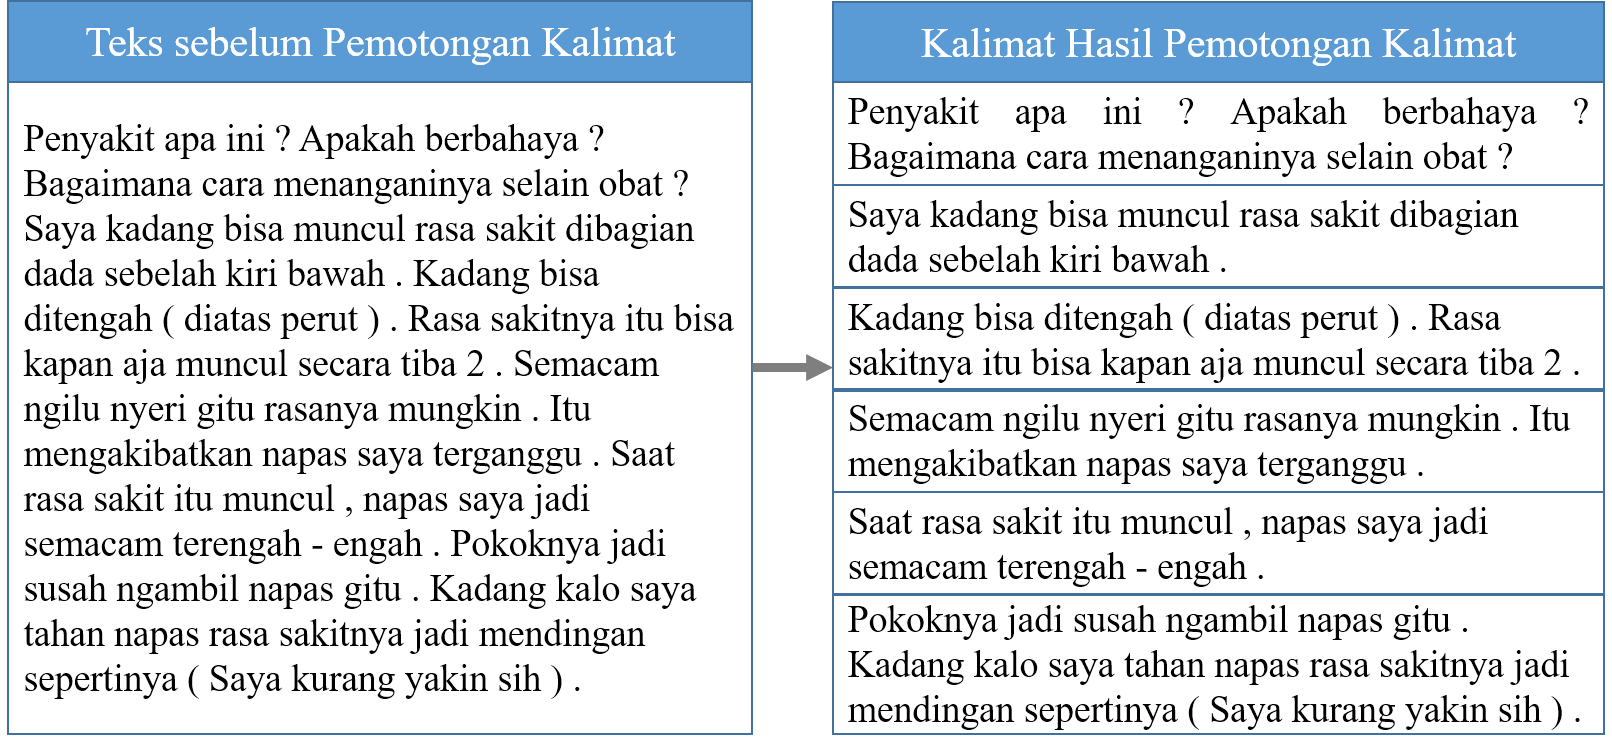 Teks sebelum Pemotongan Kalimat
Penyakit apa ini ? Apakah berbahaya ?
Bagaimana cara menanganinya selain obat ?
Saya kadang bisa muncul rasa sakit dibagian
dada sebelah kiri bawah . Kadang bisa
ditengah ( diatas perut ) . Rasa sakitnya itu bisa
kapan aja muncul secara tiba 2 . Semacam
ngilu nyeri gitu rasanya mungkin . Itu
mengakibatkan napas saya terganggu . Saat
rasa sakit itu muncul , napas saya jadi
semacam terengah - engah . Pokoknya jadi
susah ngambil napas gitu . Kadang kalo saya
tahan napas rasa sakitnya jadi mendingan
sepertinya ( Saya kurang yakin sih ) .
Kalimat Hasil Pemotongan Kalimat
Penyakit apa ini ? Apakah berbahaya ?
Bagaimana cara menanganinya selain obat ?
Saya kadang bisa muncul rasa sakit dibagian
dada sebelah kiri bawah .
Kadang bisa ditengah ( diatas perut ) . Rasa
sakitnya itu bisa kapan aja muncul secara tiba 2 .
Semacam ngilu nyeri gitu rasanya mungkin . Itu
mengakibatkan napas saya terganggu .
Saat rasa sakit itu muncul , napas saya jadi
semacam terengah - engah .
Pokoknya jadi susah ngambil napas gitu .
Kadang kalo saya tahan napas rasa sakitnya jadi
mendingan sepertinya ( Saya kurang yakin sih ) .